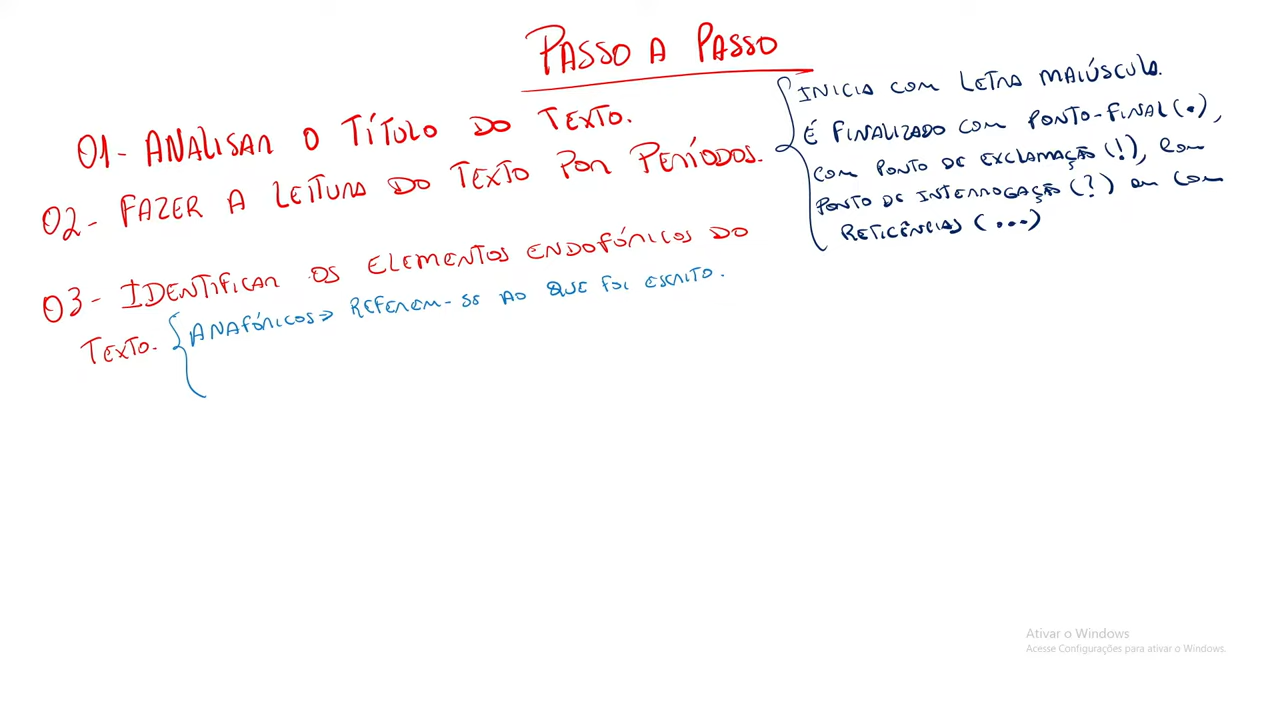 PASSO A PASSO
01- ANALISAR O TÍTULO DO TEXTO.
02- FAZER A LEITURA DO TEXTO POR PERÍODOS.
INICIA COM LETRA MAIÚSCULA.
É FINALIZADO COM PONTO-FINAL (.),
COM PONTO DE EXCLAMAÇÃO (!), COM
PONTO DE INTERROGAÇÃO (?) OU COM
RETICÊNCIAS (...)
03- IDENTIFICAR OS ELEMENTOS ENDOFÓRICOS DO
TEXTO.
ANAFÓRICOS => REFEREM-SE AO QUE FOI ESCRITO.
Ativar o Windows
Acesse Configurações para ativar o Windows.